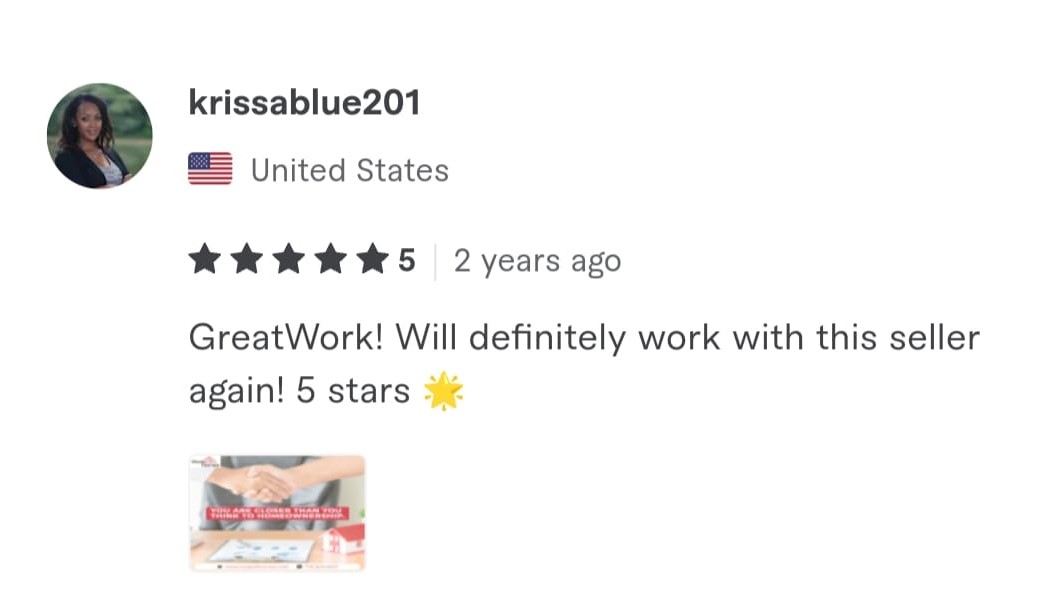 krissablue201
United States
5
2 years ago
GreatWork! Will definitely work with this seller
again! 5 stars
YOU ARE CLOSER THAN YOU
THINK TO HOMEOWNERSHIP.